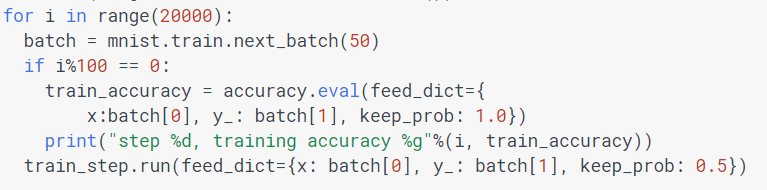 for i in range(20000):
  batch = mnist.train.next_batch(50)
  if i%100 == 0:
    train_accuracy = accuracy.eval(feed_dict={
        x:batch[0], y_: batch[1], keep_prob: 1.0})
    print("step %d, training accuracy %g"%(i, train_accuracy))
  train_step.run(feed_dict={x: batch[0], y_: batch[1], keep_prob: 0.5})